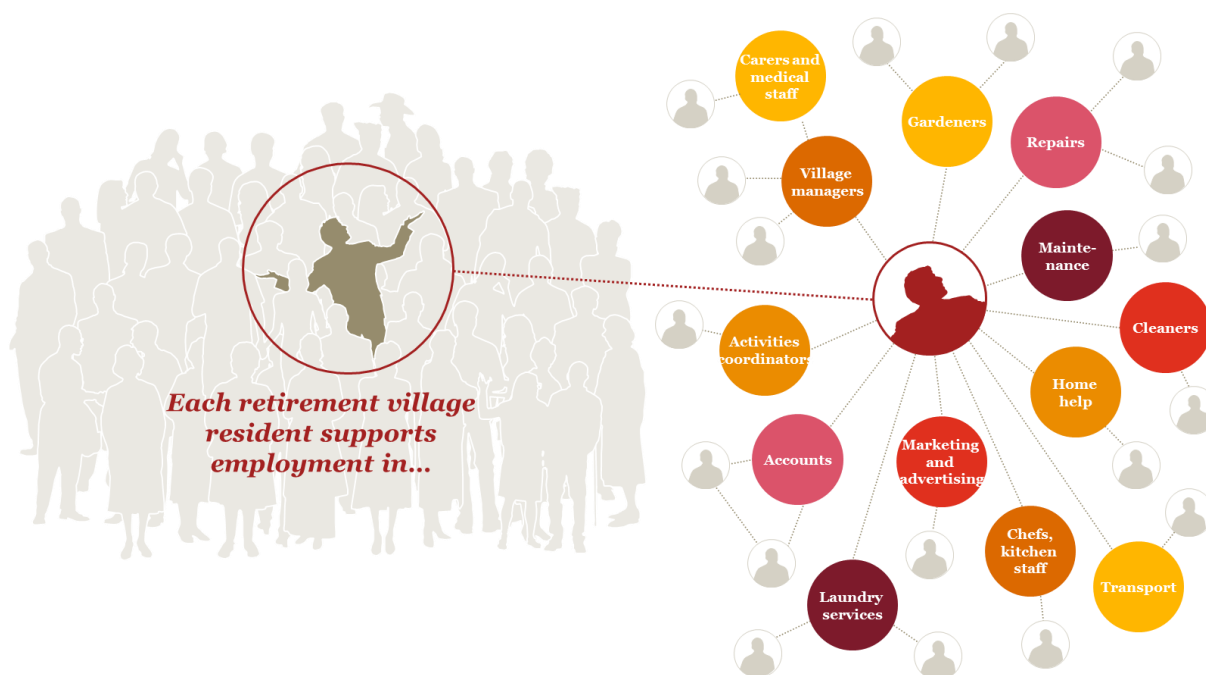 Each retirement village
resident supports
employment in...
Carers and
medical
staff
Gardeners
Repairs
Village
managers
Mainte-
nance
Cleaners
Activities
coordinators
Home
help
Accounts
Marketing
and
advertising
Chefs,
kitchen
staff
Transport
Laundry
services